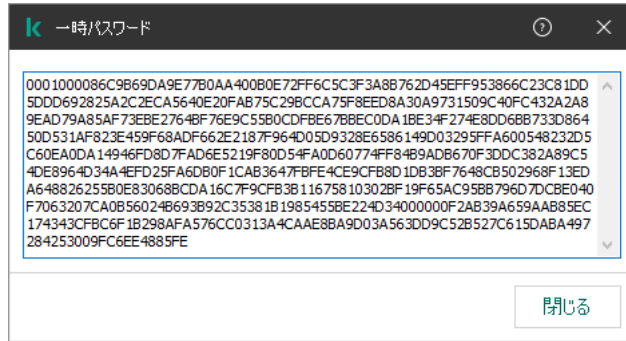 一時パスワード
0001000086C9B69DA9E77B0AA400B0E72FF6C5C3F3A8B762D45EFF953866C23C81DD
5DDD692825A2C2ECA5640E20FAB75C29BCCA75F8EED8A30A9731509C40FC432A2A8
9EAD79A85AF73EBE2764BF76E9C55B0CDFBE67BBEC0DA1BE34F274E8DD6BB733D864
50D531AF823E459F68ADF662E2187F964D05D9328E6586149D03295FFA600548232D5
C60EA0DA14946FD8D7FAD6E5219F80D54FA0D60774FF84B9ADB670F3DDC382A89C5
4DE8964D34A4EFD25FA6DB0F1CAB3647FBFE4CE9CFB8D1DB3BF7648CB502968F13ED
A648826255B0E83068BCDA16C7F9CFB3B11675810302BF19F65AC95BB796D7DCBE040
F7063207CA0B56024B693B92C35381B1985455BE224D34000000F2AB39A659AAB85EC
174343CFBC6F1B298AFA576CC0313A4CAAE8BA9D03A563DD9C52B527C615DABA497
284253009FC6EE4885FE
閉じる